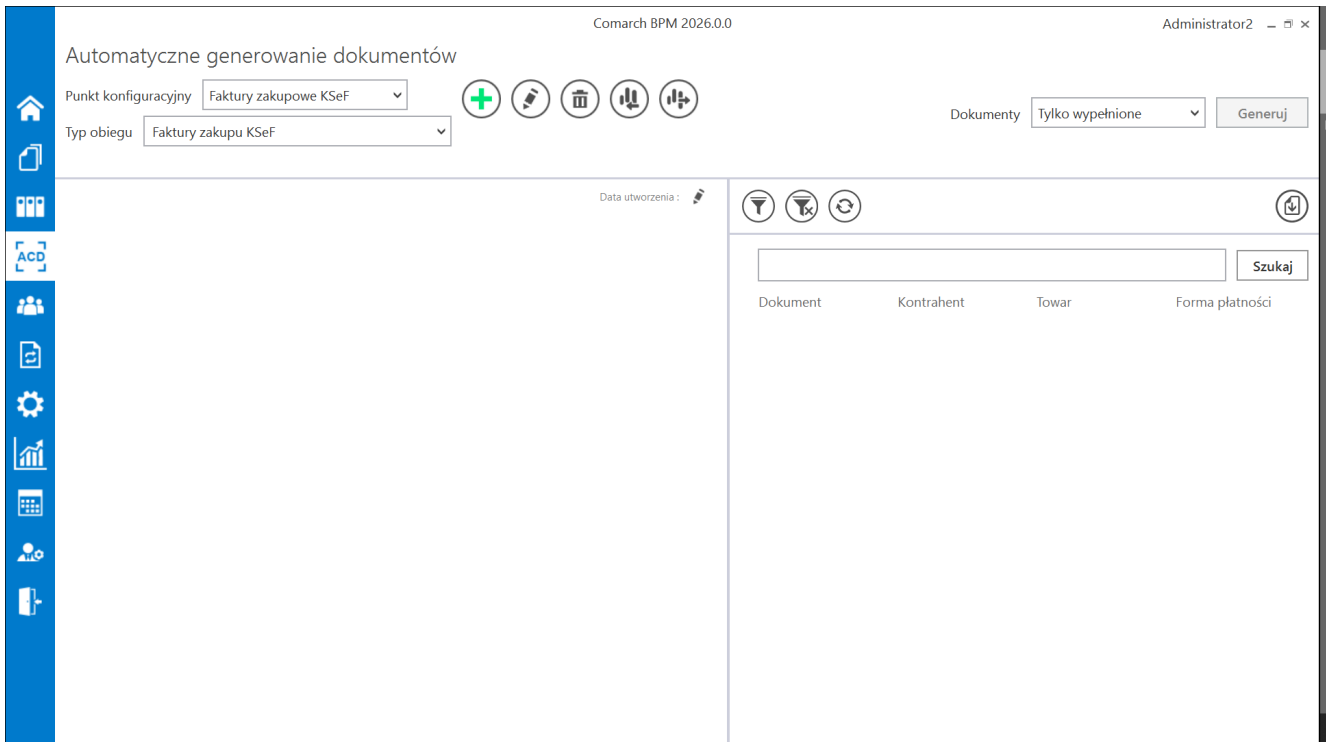 Comarch BPM 2026.0.0
Administrator2
Automatyczne generowanie dokumentów
Punkt konfiguracyjny Faktury zakupowe KSeF
Typ obiegu Faktury zakupu KSeF
Dokumenty Tylko wypełnione Generuj
Data utworzenia :
ACD
Szukaj
Dokument Kontrahent Towar Forma płatności